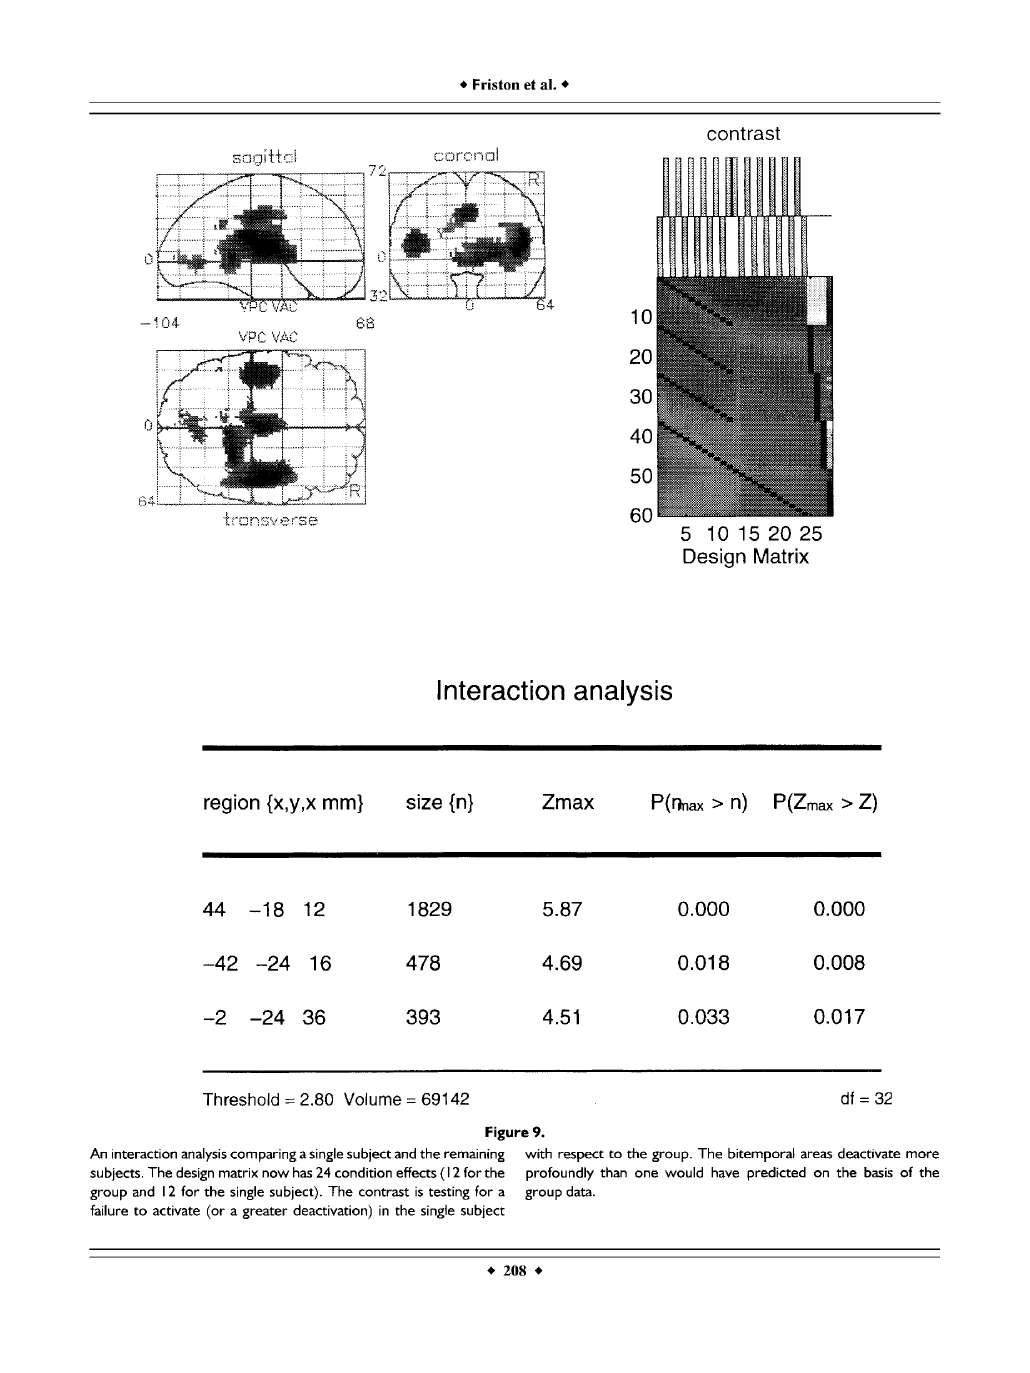 ◆ Friston et al. ◆
contrast
sagittal
coronal
72
R
0
0
32
VPC VAC
0
64
−104
68
VPC VAC
0
R
64
transverse
10
20
30
40
50
60
5 10 15 20 25
Design Matrix
Interaction analysis
region {x,y,x mm} size {n} Zmax P(nmax > n) P(Zmax > Z)
44 −18 12 1829 5.87 0.000 0.000
−42 −24 16 478 4.69 0.018 0.008
−2 −24 36 393 4.51 0.033 0.017
Threshold = 2.80 Volume = 69142 df = 32
Figure 9.
An interaction analysis comparing a single subject and the remaining
subjects. The design matrix now has 24 condition effects (12 for the
group and 12 for the single subject). The contrast is testing for a
failure to activate (or a greater deactivation) in the single subject
with respect to the group. The bitemporal areas deactivate more
profoundly than one would have predicted on the basis of the
group data.
◆ 208 ◆